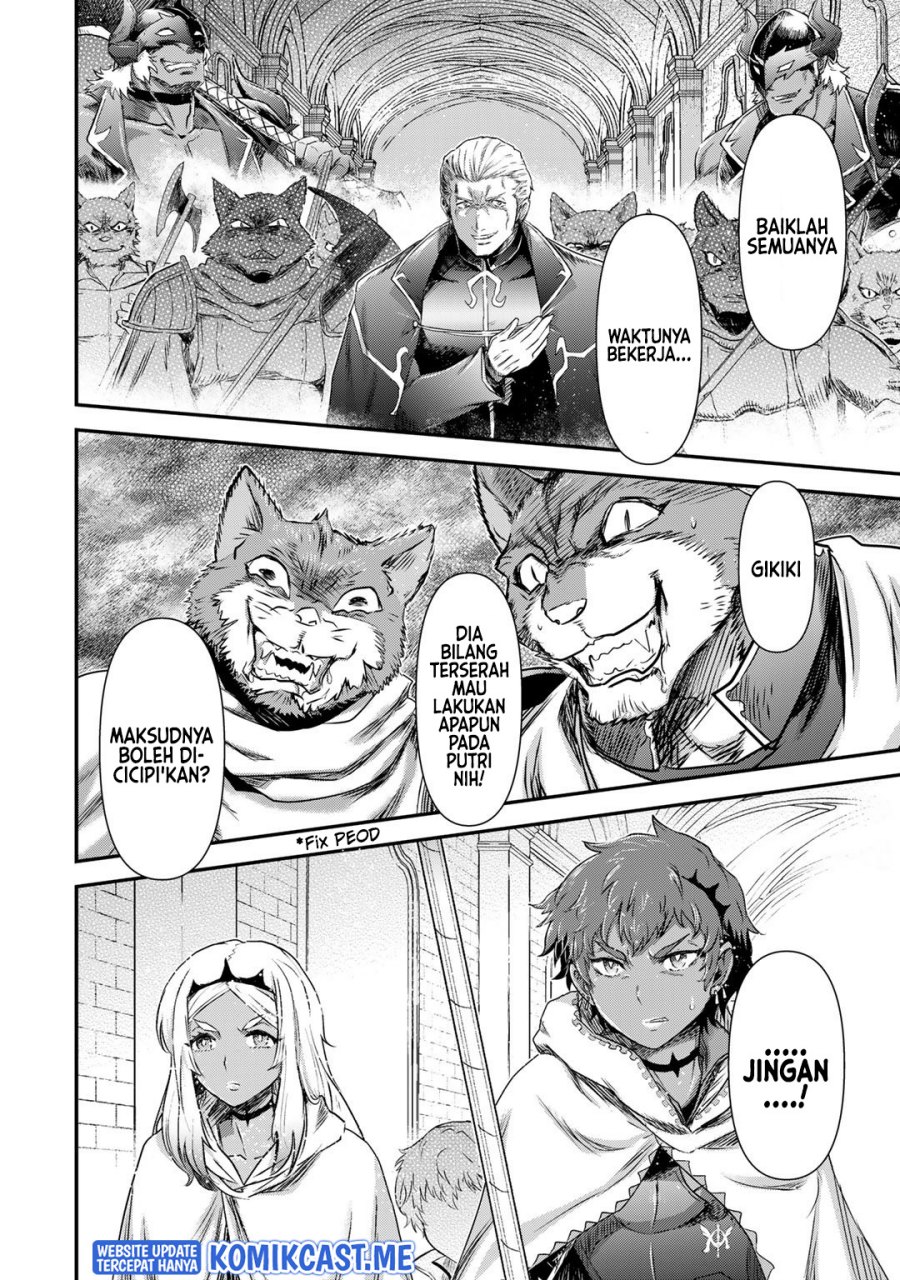 BAIKLAH
SEMUANYA
WAKTUNYA
BEKERJA...
GIKIKI
DIA
BILANG
TERSERAH
MAU
LAKUKAN
APAPUN
PADA
PUTRI
NIH!
MAKSUDNYA
BOLEH DI-
CICIPI'KAN?
*Fix PEOD
.....
JINGAN
.....!
WEBSITE UPDATE
TERCEPAT HANYA
KOMIKCAST.ME